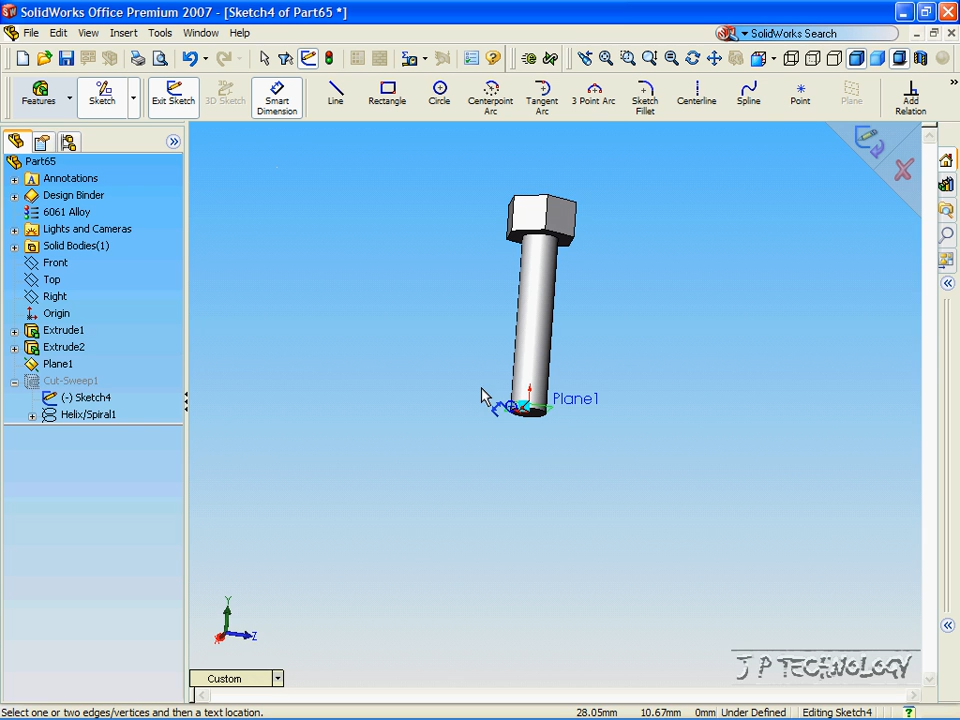 SolidWorks Office Premium 2007 - [Sketch4 of Part65 *]
File Edit View Insert Tools Window Help SolidWorks Search
Features Sketch Exit Sketch 3D Sketch Smart Dimension Line Rectangle Circle Centerpoint Arc Tangent Arc 3 Point Arc Sketch Fillet Centerline Spline Point Plane Add Relation
Part65
Annotations
Design Binder
6061 Alloy
Lights and Cameras
Solid Bodies(1)
Front
Top
Right
Origin
Extrude1
Extrude2
Plane1
Cut-Sweep1
(-) Sketch4
Helix/Spiral1
Plane1
Y
X
Z
Custom
J P TECHNOLOGY
Select one or two edges/vertices and then a text location. 28.05mm 10.67mm 0mm Under Defined Editing Sketch4